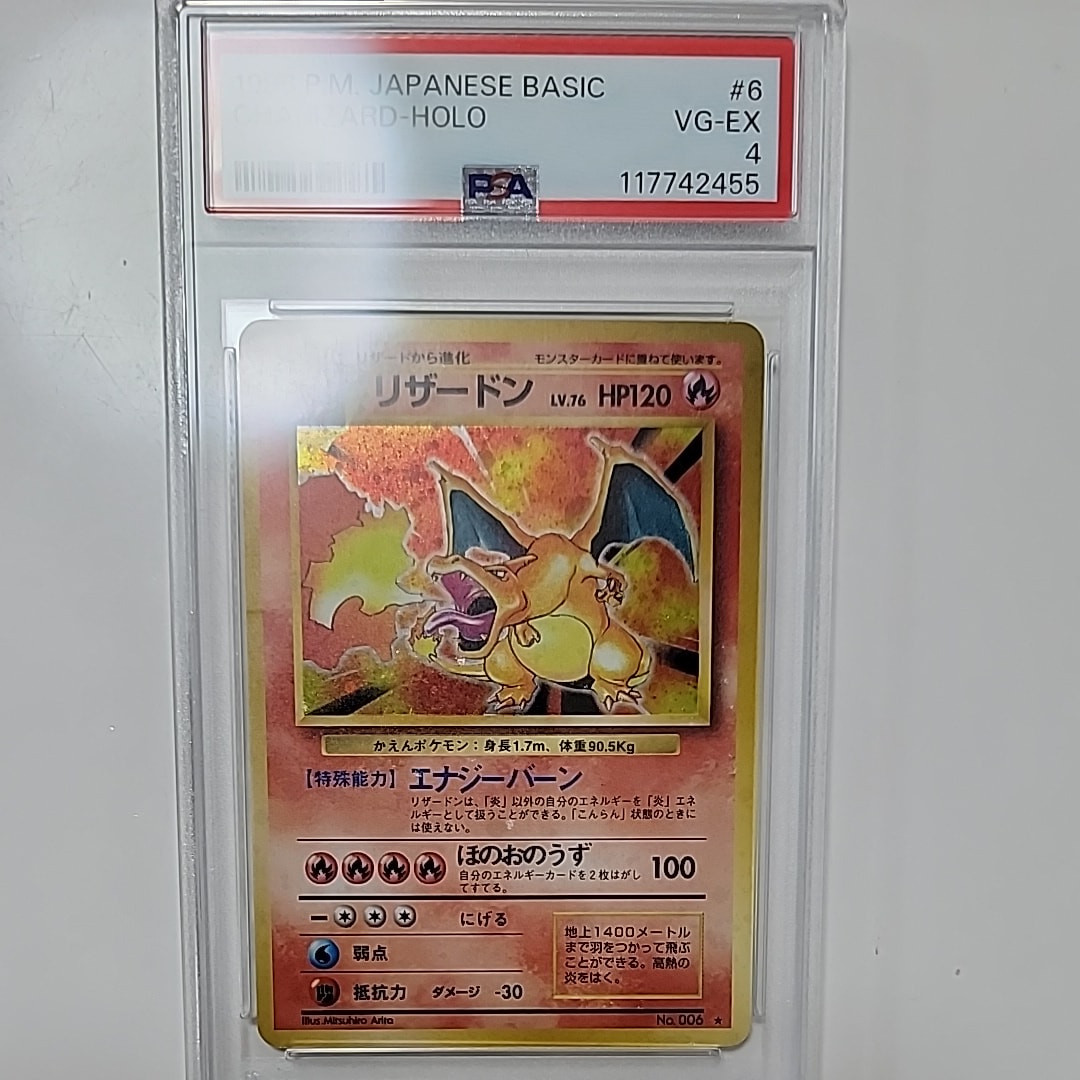 P.M. JAPANESE BASIC #6
-HOLO VG-EX
4
PSA 117742455
リザードから進化 モンスターカードに重ねて使います。
リザードン LV.76 HP120
かえんポケモン：身長1.7m、体重90.5Kg
【特殊能力】 エナジーバーン
リザードンは、「炎」以外の自分のエネルギーを「炎」エネ
ルギーとして扱うことができる。「こんらん」状態のときに
は使えない。
ほのおのうず 100
自分のエネルギーカードを2枚はがし
てすてる。
にげる
弱点
抵抗力 ダメージ -30
地上1400メートル
まで羽をつかって飛ぶ
ことができる。高熱の
炎をはく。
Illus.Mitsuhiro Arita No.006 ★